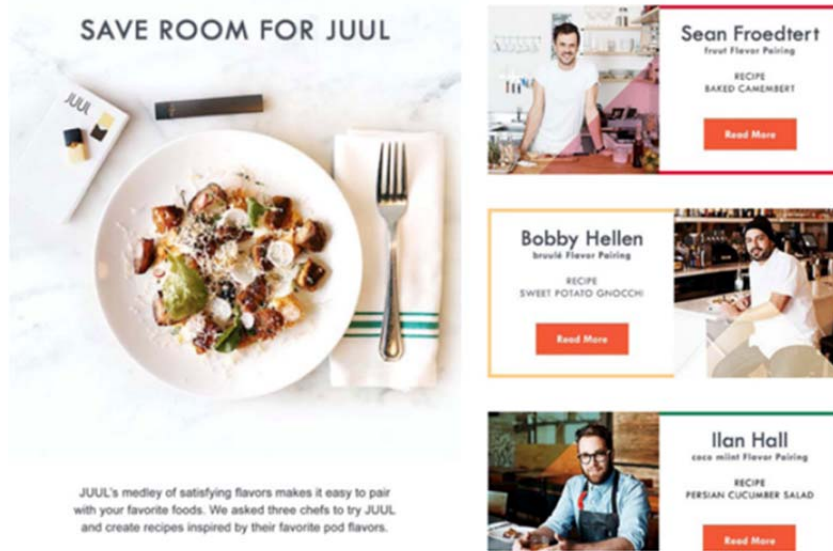 SAVE ROOM FOR JUUL
JUUL
JUUL's medley of satisfying flavors makes it easy to pair
with your favorite foods. We asked three chefs to try JUUL
and create recipes inspired by their favorite pod flavors.
Sean Froedtert
fruut Flavor Pairing
RECIPE
BAKED CAMEMBERT
Read More
Bobby Hellen
bruulé Flavor Pairing
RECIPE
SWEET POTATO GNOCCHI
Read More
Ilan Hall
coco miint Flavor Pairing
RECIPE
PERSIAN CUCUMBER SALAD
Read More